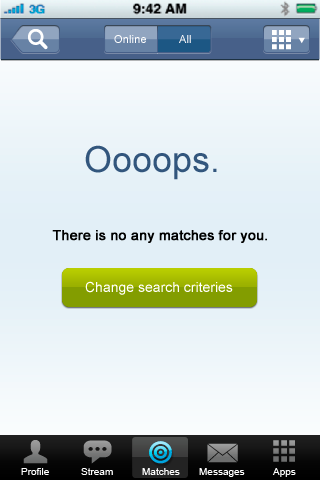 3G 9:42 AM
Online All
Oooops.
There is no any matches for you.
Change search criteries
Profile Stream Matches Messages Apps